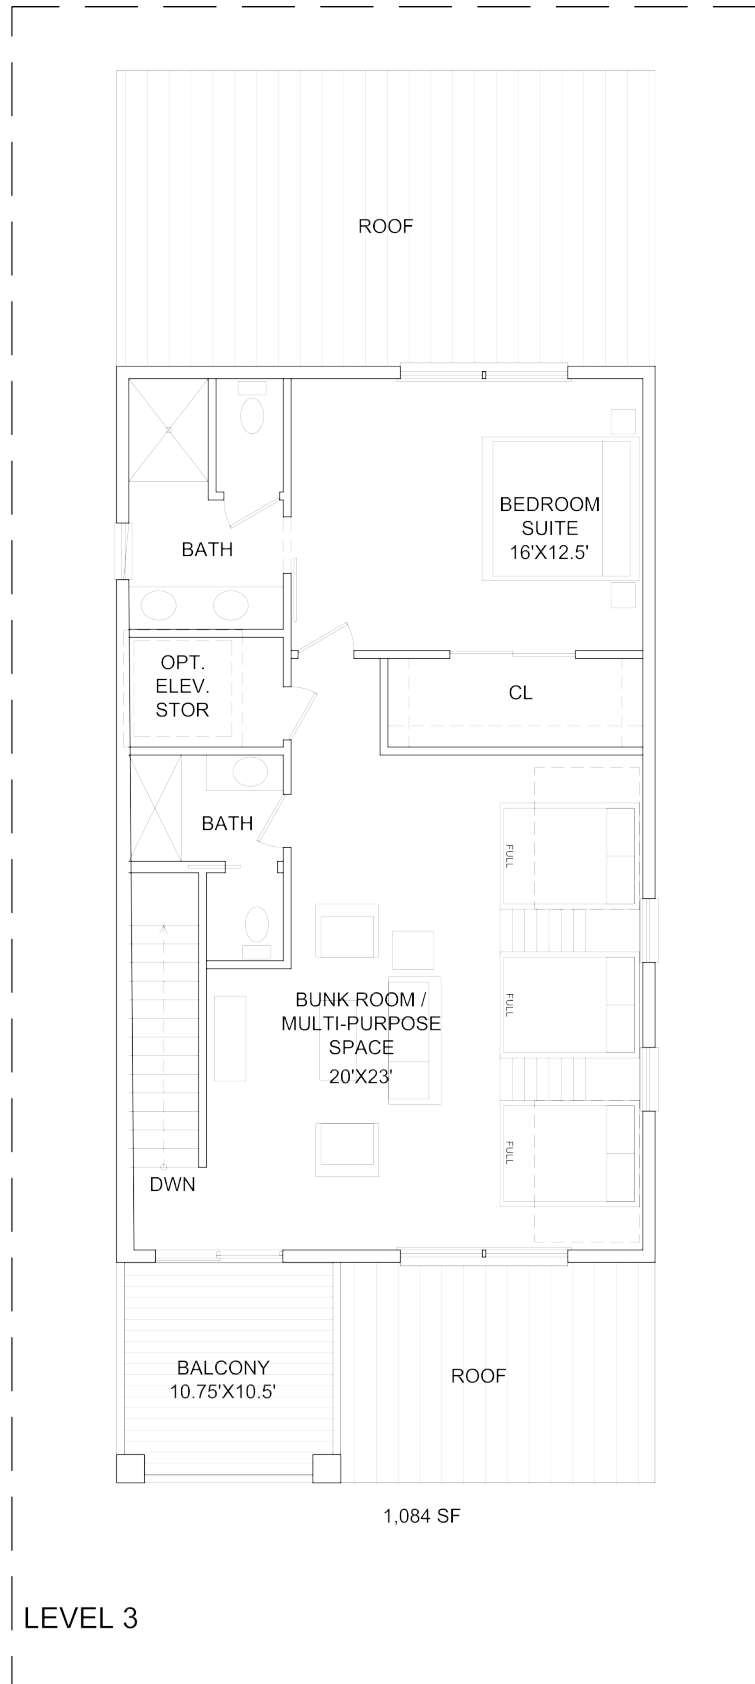 ROOF
BEDROOM
SUITE
16'X12.5'
BATH
OPT.
ELEV.
STOR
CL
BATH
FULL
FULL
BUNK ROOM /
MULTI-PURPOSE
SPACE
20'X23'
FULL
DWN
BALCONY
10.75'X10.5'
ROOF
1,084 SF
LEVEL 3